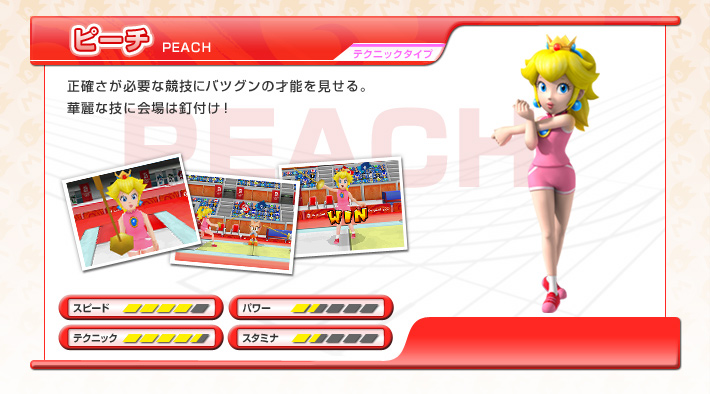 ピーチ PEACH
テクニックタイプ
正確さが必要な競技にバツグンの才能を見せる。
華麗な技に会場は釘付け！
PEACH
WIN
スピード
パワー
テクニック
スタミナ